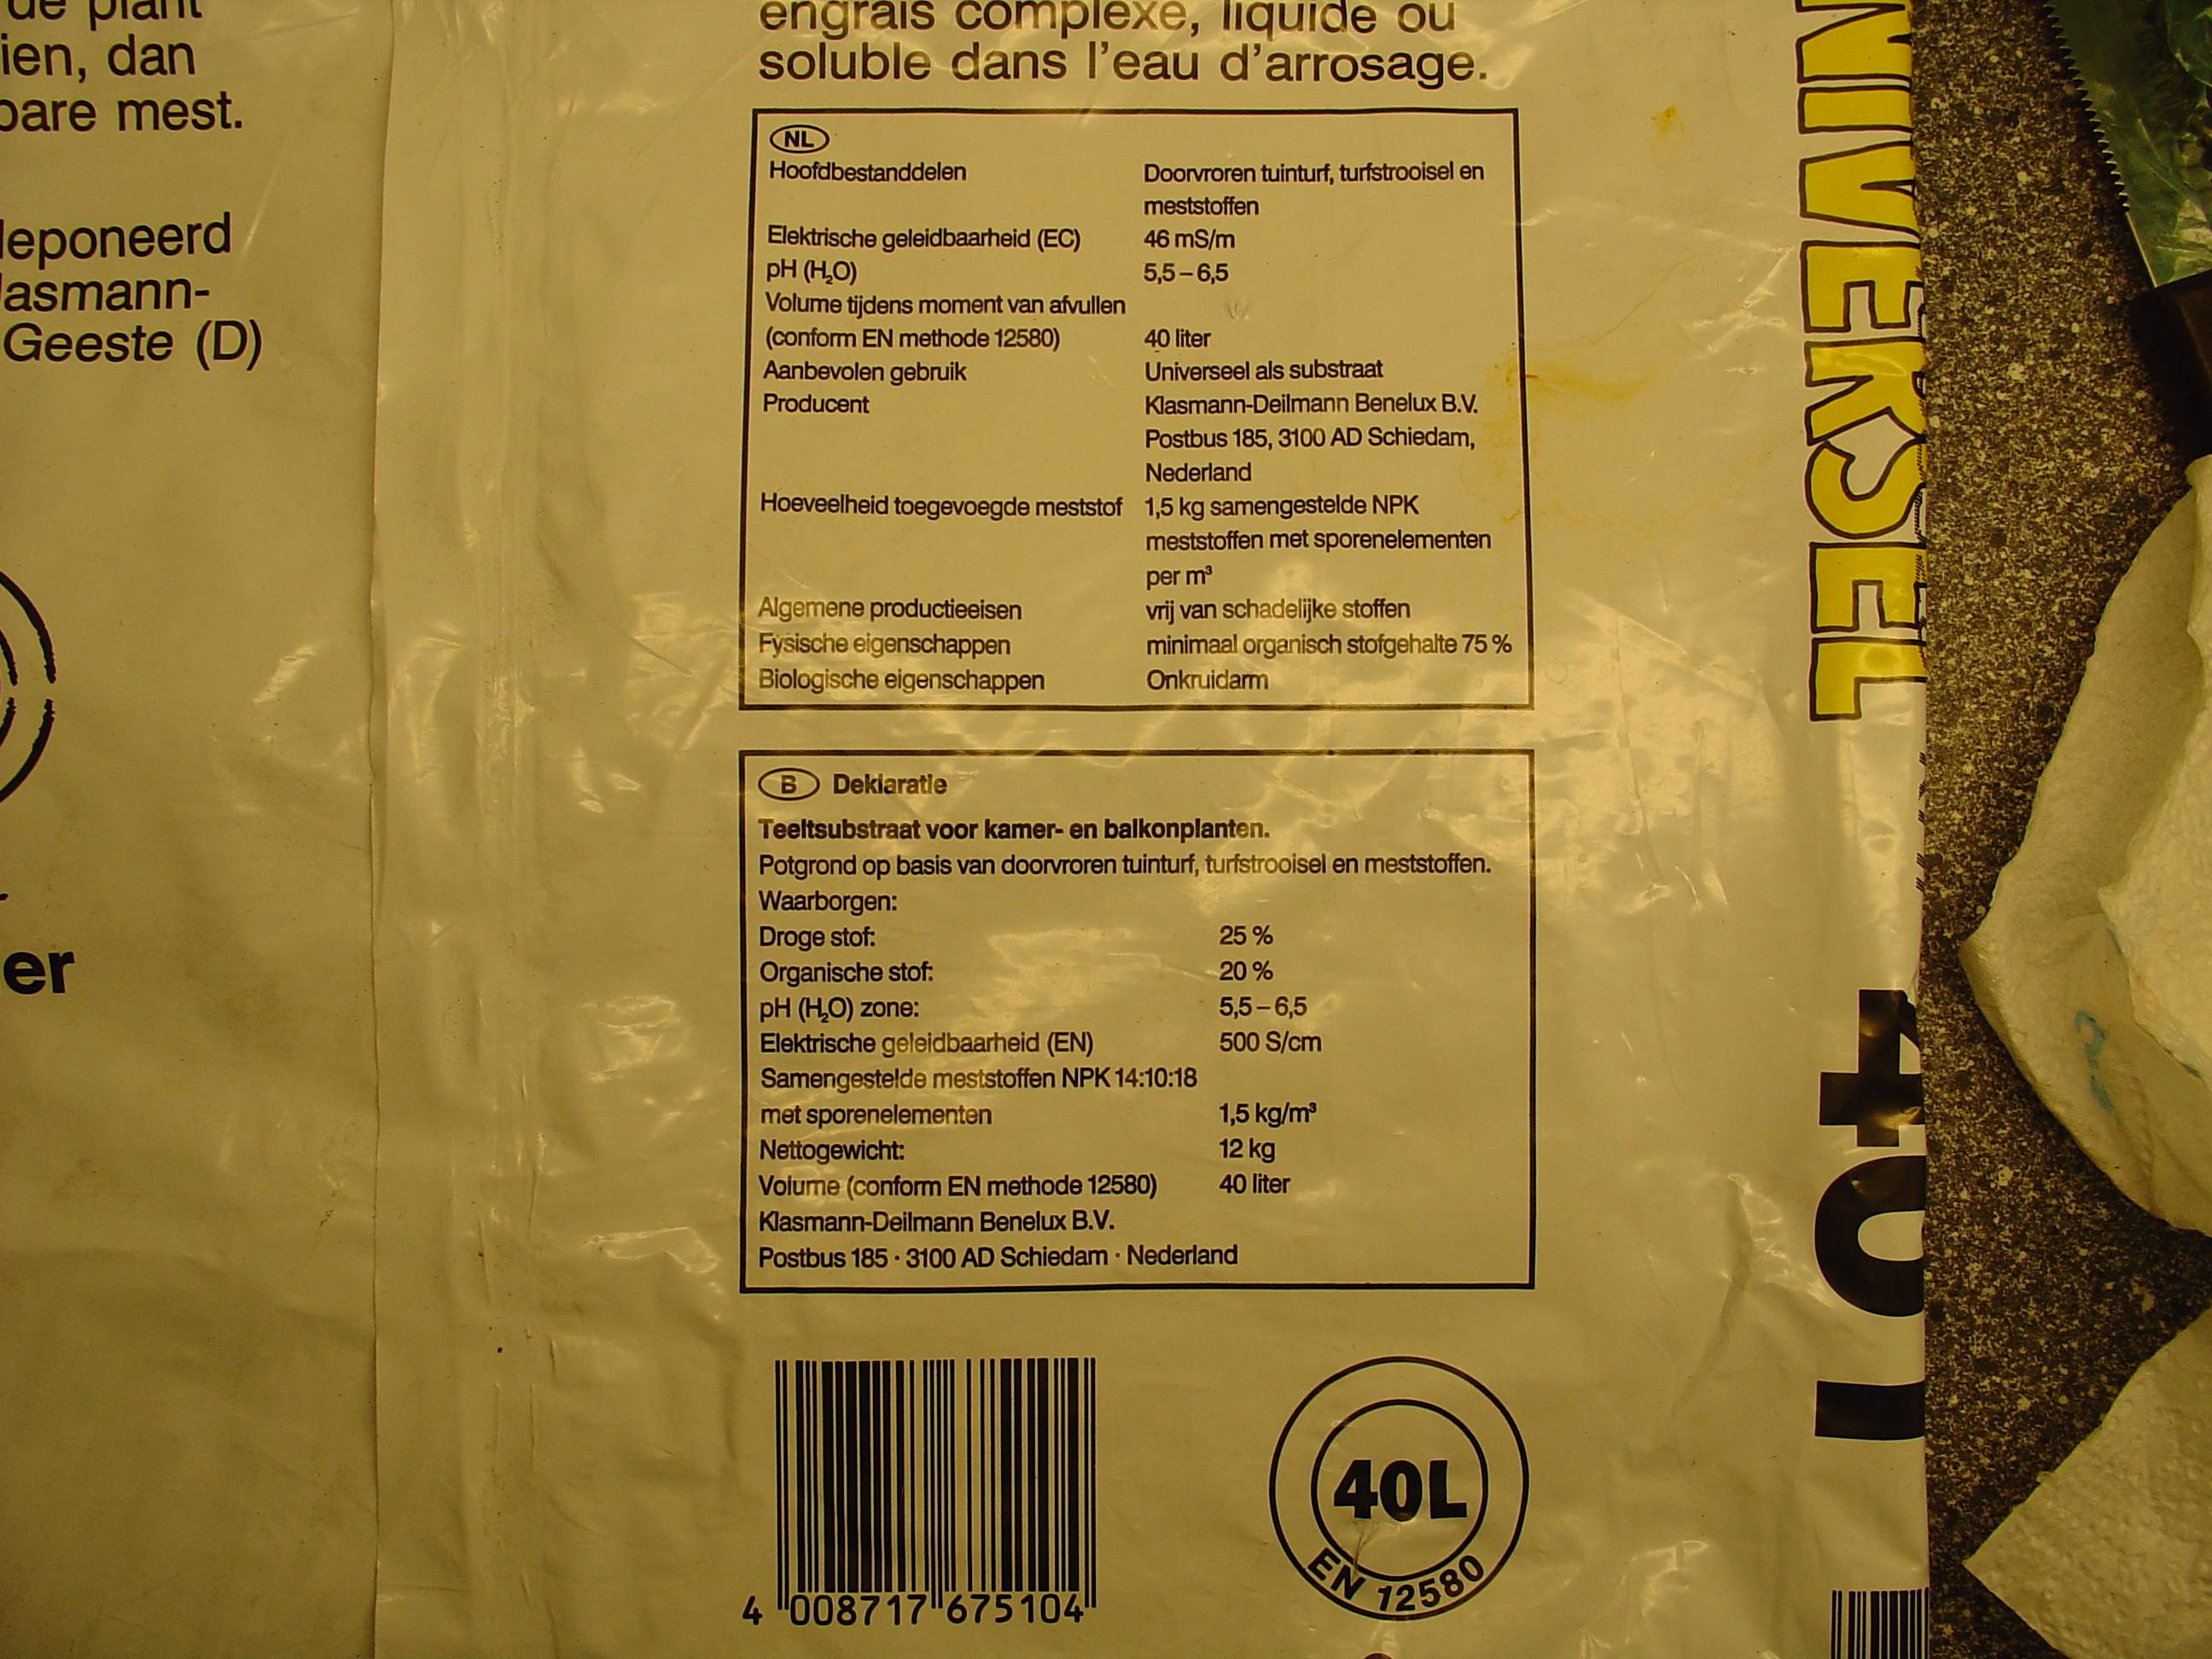 de plant
ien, dan
bare mest.
deponeerd
lasmann-
Geeste (D)
er
engrais complexe, liquide ou
soluble dans l'eau d'arrosage.
NL
Hoofdbestanddelen Doorvroren tuinturf, turfstrooisel en
meststoffen
Elektrische geleidbaarheid (EC) 46 mS/m
pH (H₂O) 5,5 – 6,5
Volume tijdens moment van afvullen
(conform EN methode 12580) 40 liter
Aanbevolen gebruik Universeel als substraat
Producent Klasmann-Deilmann Benelux B.V.
Postbus 185, 3100 AD Schiedam,
Nederland
Hoeveelheid toegevoegde meststof 1,5 kg samengestelde NPK
meststoffen met sporenelementen
per m³
Algemene productieeisen vrij van schadelijke stoffen
Fysische eigenschappen minimaal organisch stofgehalte 75 %
Biologische eigenschappen Onkruidarm
B Deklaratie
Teeltsubstraat voor kamer- en balkonplanten.
Potgrond op basis van doorvroren tuinturf, turfstrooisel en meststoffen.
Waarborgen:
Droge stof: 25 %
Organische stof: 20 %
pH (H₂O) zone: 5,5 – 6,5
Elektrische geleidbaarheid (EN) 500 S/cm
Samengestelde meststoffen NPK 14:10:18
met sporenelementen 1,5 kg/m³
Nettogewicht: 12 kg
Volume (conform EN methode 12580) 40 liter
Klasmann-Deilmann Benelux B.V.
Postbus 185 · 3100 AD Schiedam · Nederland
4 008717 675104
40L
EN 12580
NIVERSEL
40 l